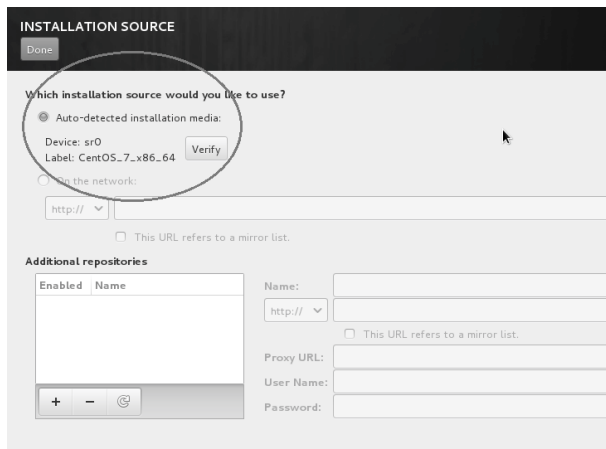 INSTALLATION SOURCE
Done
Which installation source would you like to use?
Auto-detected installation media:
Device: sr0
Label: CentOS_7_x86_64
Verify
On the network:
http://
This URL refers to a mirror list.
Additional repositories
Enabled Name
Name:
http://
This URL refers to a mirror list.
Proxy URL:
User Name:
Password:
+ −